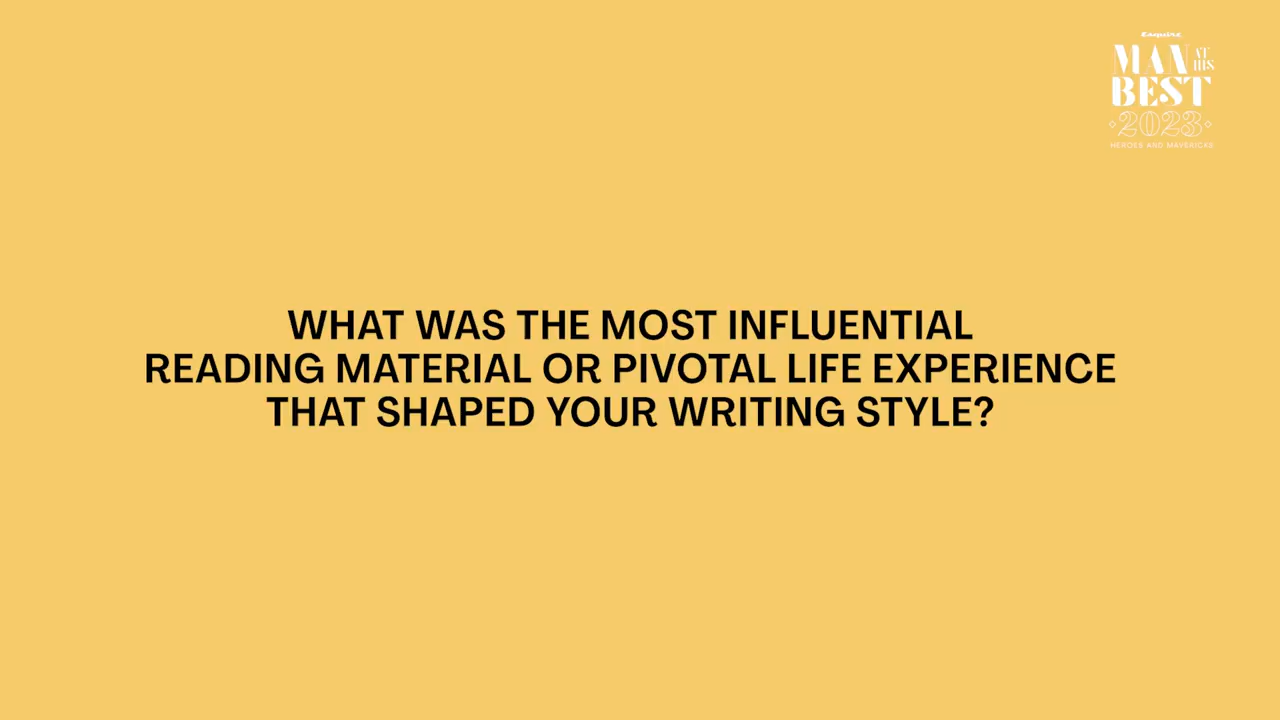 Esquire
MAN AT HIS
BEST
2023
HEROES AND MAVERICKS
WHAT WAS THE MOST INFLUENTIAL
READING MATERIAL OR PIVOTAL LIFE EXPERIENCE
THAT SHAPED YOUR WRITING STYLE?